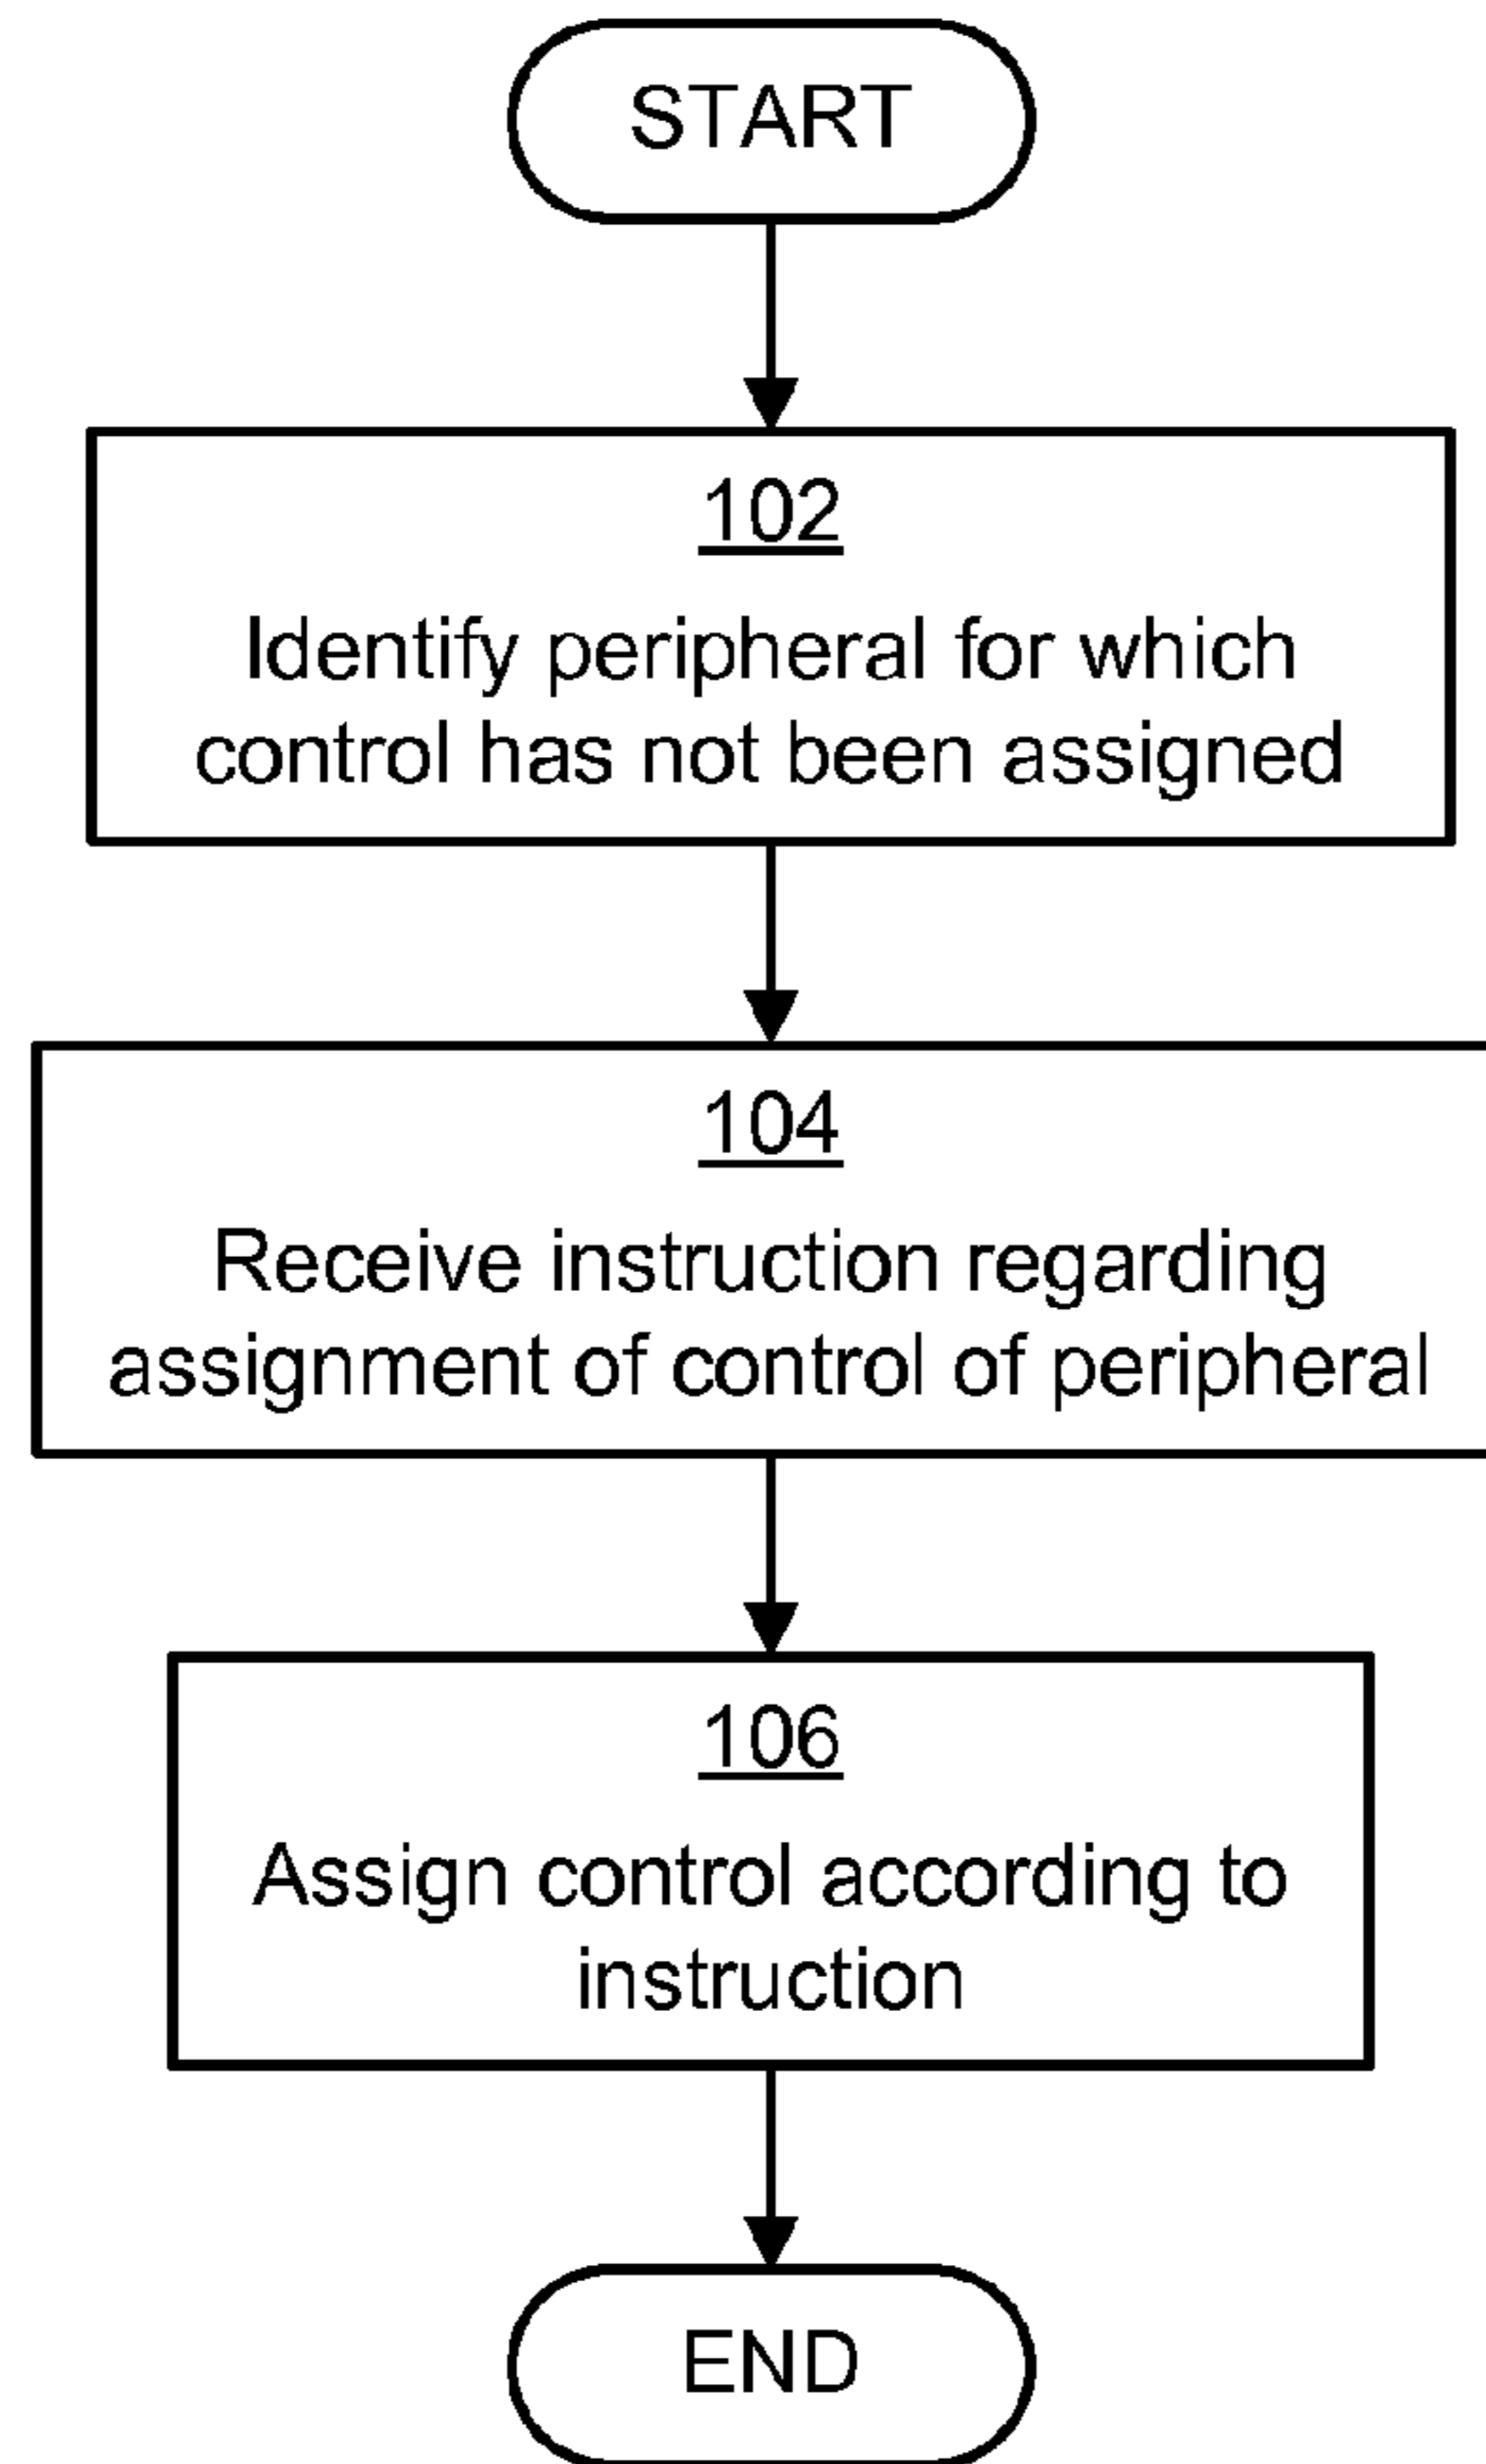 START
102
Identify peripheral for which
control has not been assigned
104
Receive instruction regarding
assignment of control of peripheral
106
Assign control according to
instruction
END